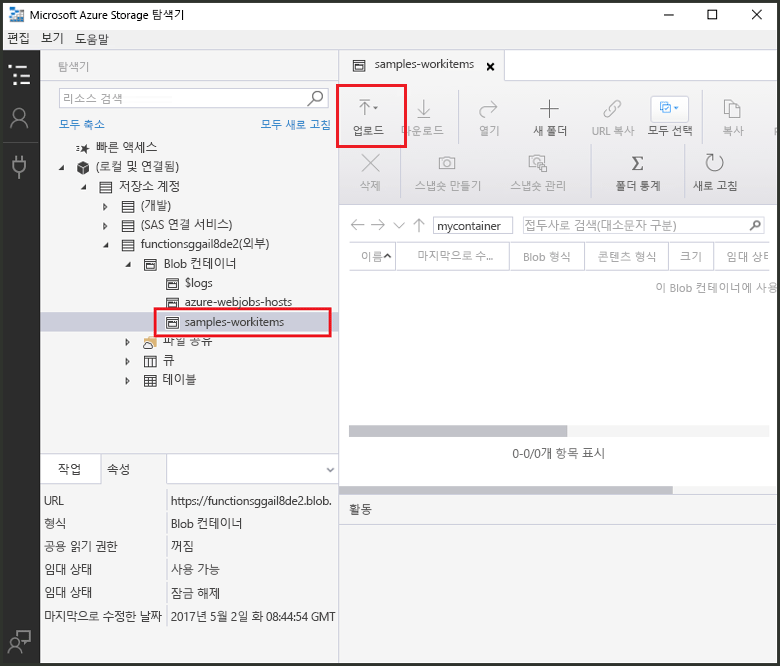 Microsoft Azure Storage 탐색기
편집 보기 도움말
탐색기
리소스 검색
모두 축소 모두 새로 고침
빠른 액세스
(로컬 및 연결됨)
저장소 계정
(개발)
(SAS 연결 서비스)
functionsggail8de2(외부)
Blob 컨테이너
$logs
azure-webjobs-hosts
samples-workitems
파일 공유
큐
테이블
작업 속성
URL https://functionsggail8de2.blob.
형식 Blob 컨테이너
공용 읽기 권한 꺼짐
임대 상태 사용 가능
임대 상태 잠금 해제
마지막으로 수정한 날짜 2017년 5월 2일 화 08:44:54 GMT
samples-workitems
업로드 다운로드 열기 새 폴더 URL 복사 모두 선택 복사
삭제 스냅숏 만들기 스냅숏 관리 폴더 통계 새로 고침
mycontainer 접두사로 검색(대소문자 구분)
이름 마지막으로 수... Blob 형식 콘텐츠 형식 크기 임대 상태
이 Blob 컨테이너에 사용
0-0/0개 항목 표시
활동